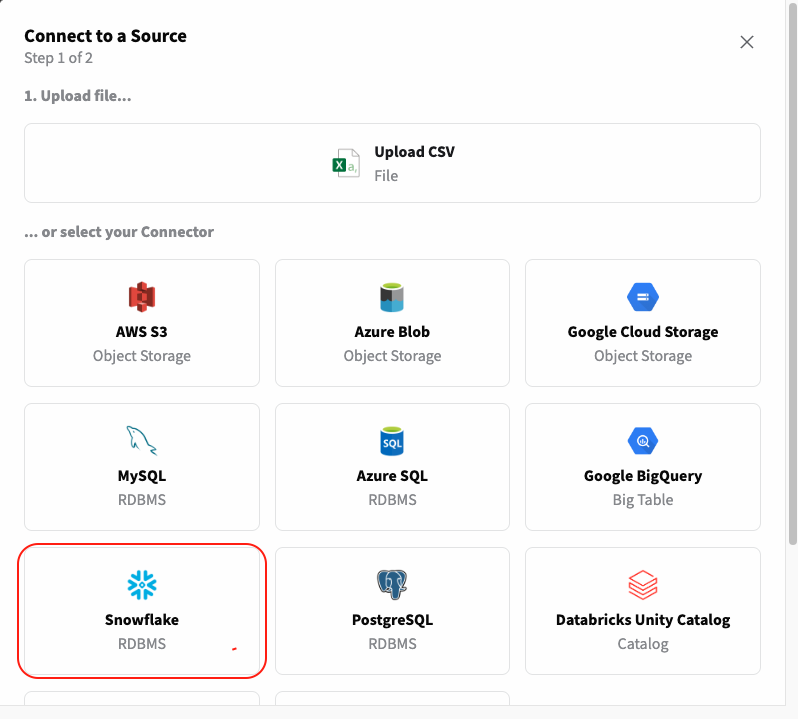 Connect to a Source
Step 1 of 2
1. Upload file...
X a,
Upload CSV
File
... or select your Connector
AWS S3
Object Storage
Azure Blob
Object Storage
Google Cloud Storage
Object Storage
MySQL
RDBMS
SQL
Azure SQL
RDBMS
Google BigQuery
Big Table
Snowflake
RDBMS
PostgreSQL
RDBMS
Databricks Unity Catalog
Catalog